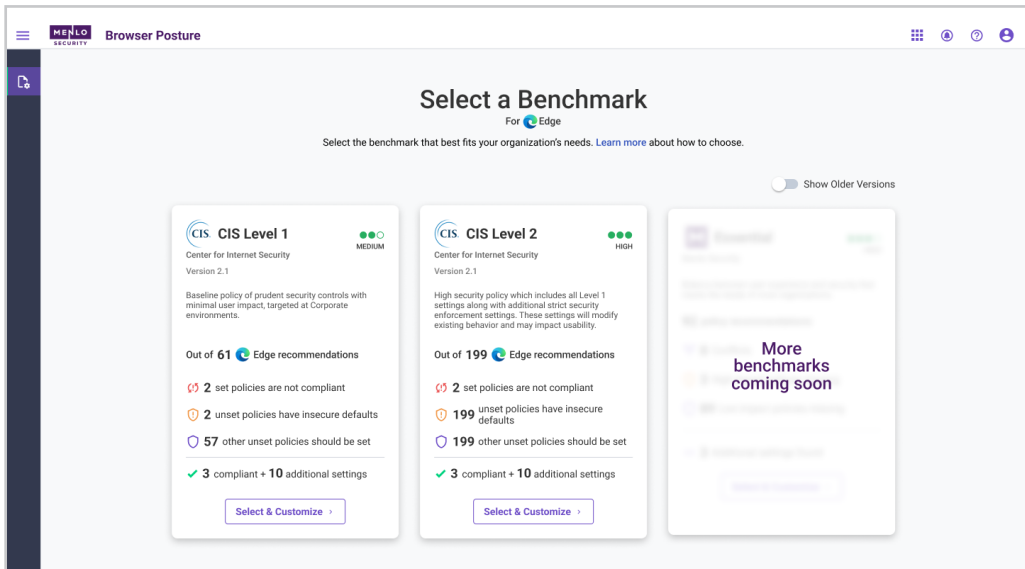 MENLO
SECURITY
Browser Posture
Select a Benchmark
For Edge
Select the benchmark that best fits your organization's needs. Learn more about how to choose.
Show Older Versions
CIS. CIS Level 1
MEDIUM
Center for Internet Security
Version 2.1
Baseline policy of prudent security controls with
minimal user impact, targeted at Corporate
environments.
Out of 61 Edge recommendations
2 set policies are not compliant
2 unset policies have insecure defaults
57 other unset policies should be set
3 compliant + 10 additional settings
Select & Customize ›
CIS. CIS Level 2
HIGH
Center for Internet Security
Version 2.1
High security policy which includes all Level 1
settings along with additional strict security
enforcement settings. These settings will modify
existing behavior and may impact usability.
Out of 199 Edge recommendations
2 set policies are not compliant
199 unset policies have insecure
defaults
199 other unset policies should be set
3 compliant + 10 additional settings
Select & Customize ›
More
benchmarks
coming soon